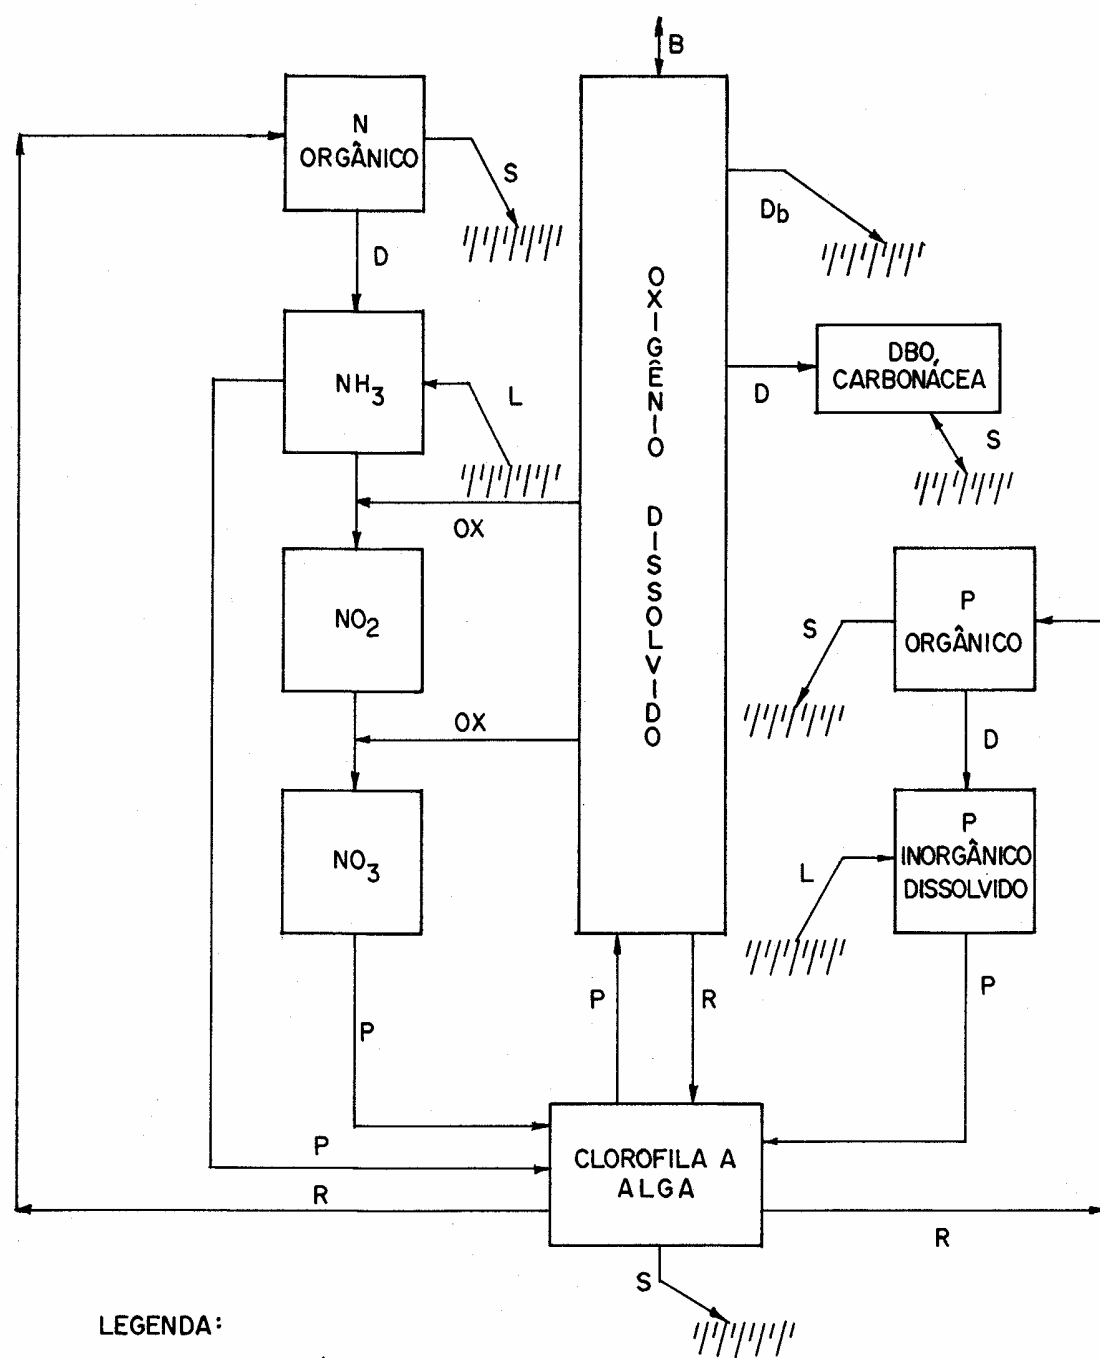 B
N
ORGÂNICO
S
Db
D
OXIGÊNIO DISSOLVIDO
NH3
L
D
DBO,
CARBONÁCEA
S
OX
NO2
S
P
ORGÂNICO
OX
D
NO3
L
P
INORGÂNICO
DISSOLVIDO
P
P
R
P
P
CLOROFILA A
ALGA
R
R
S
LEGENDA: